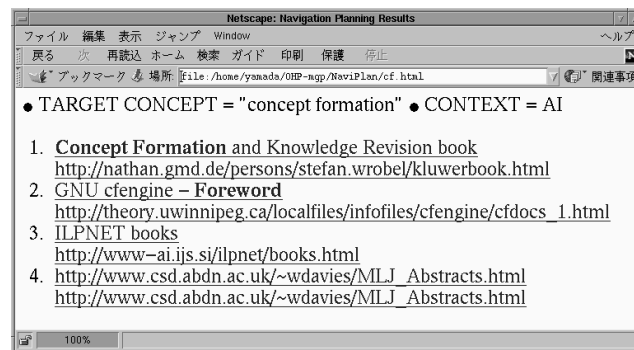 Netscape: Navigation Planning Results
ファイル 編集 表示 ジャンプ Window ヘルプ
戻る 次 再読込 ホーム 検索 ガイド 印刷 保護 停止
ブックマーク 場所: file:/home/yamada/OHP-mgp/NaviPlan/cf.html 関連事項
● TARGET CONCEPT = "concept formation" ● CONTEXT = AI
1. Concept Formation and Knowledge Revision book
http://nathan.gmd.de/persons/stefan.wrobel/kluwerbook.html
2. GNU cfengine – Foreword
http://theory.uwinnipeg.ca/localfiles/infofiles/cfengine/cfdocs_1.html
3. ILPNET books
http://www-ai.ijs.si/ilpnet/books.html
4. http://www.csd.abdn.ac.uk/~wdavies/MLJ_Abstracts.html
http://www.csd.abdn.ac.uk/~wdavies/MLJ_Abstracts.html
100%